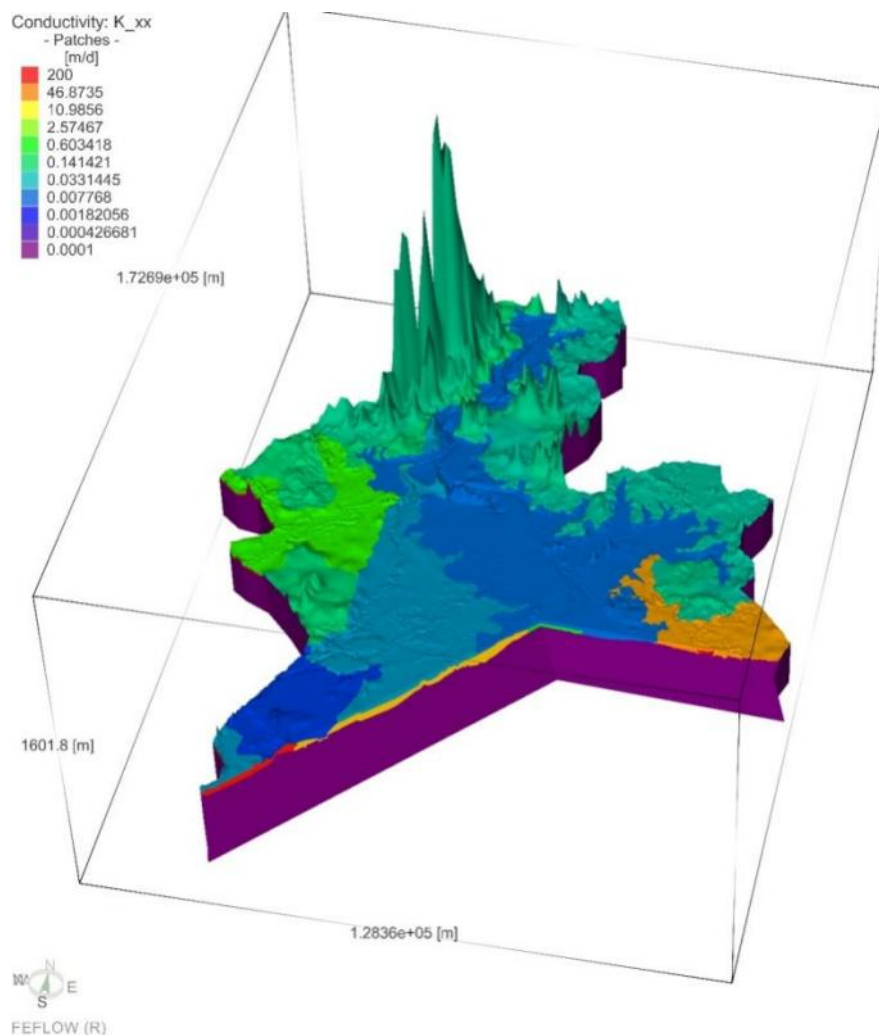 Conductivity: K_xx
- Patches -
[m/d]
200
46.8735
10.9856
2.57467
0.603418
0.141421
0.0331445
0.007768
0.00182056
0.000426681
0.0001
1.7269e+05 [m]
1601.8 [m]
1.2836e+05 [m]
N
E
S
FEFLOW (R)